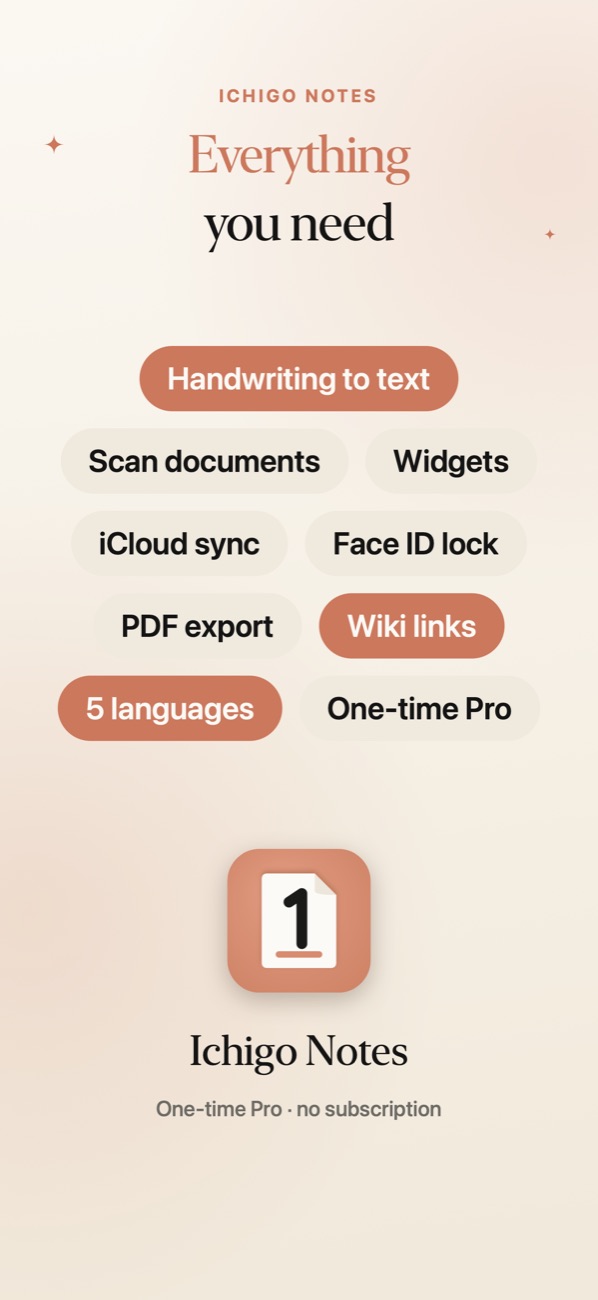 ICHIGO NOTES
Everything
you need
Handwriting to text
Scan documents
Widgets
iCloud sync
Face ID lock
PDF export
Wiki links
5 languages
One-time Pro
1
Ichigo Notes
One-time Pro · no subscription